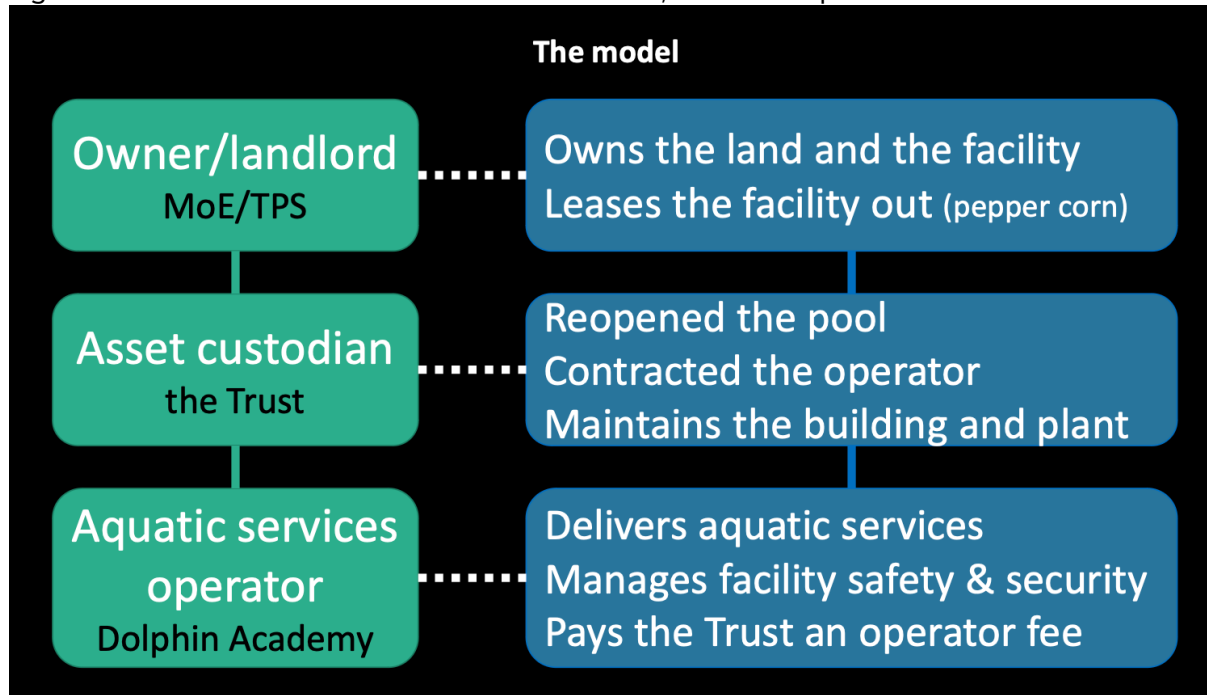 The model
Owner/landlord
MoE/TPS
Owns the land and the facility
Leases the facility out (pepper corn)
Asset custodian
the Trust
Reopened the pool
Contracted the operator
Maintains the building and plant
Aquatic services
operator
Dolphin Academy
Delivers aquatic services
Manages facility safety & security
Pays the Trust an operator fee